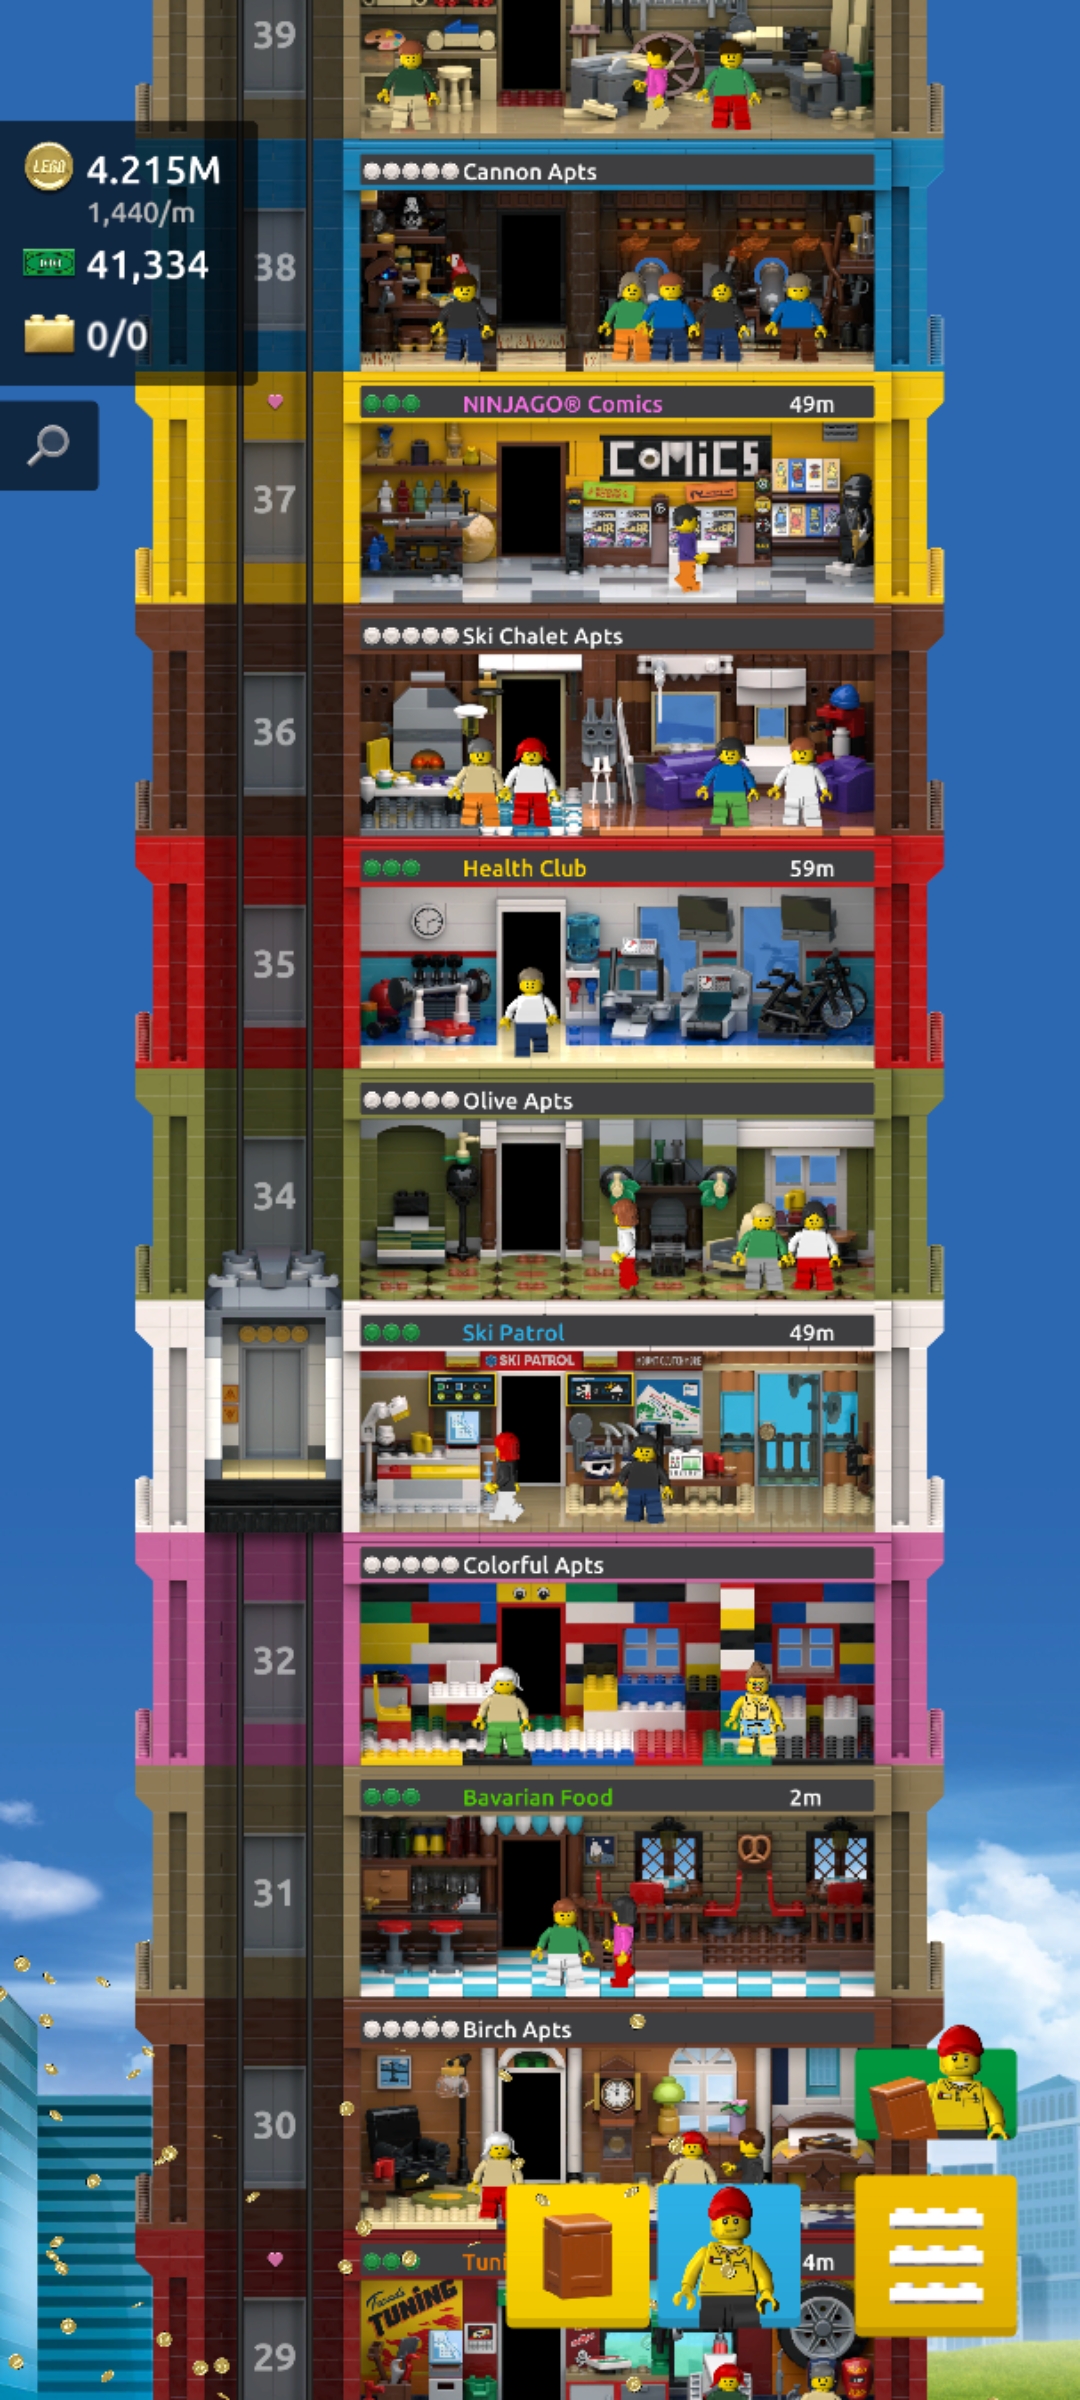 39
LEGO
4.215M
1,440/m
41,334
0/0
Cannon Apts
38
NINJAGO® Comics 49m
COMiCS
37
Ski Chalet Apts
36
Health Club 59m
35
Olive Apts
34
Ski Patrol 49m
SKI PATROL
Colorful Apts
32
Bavarian Food 2m
31
Birch Apts
30
Tuni
4m
TUNING
29